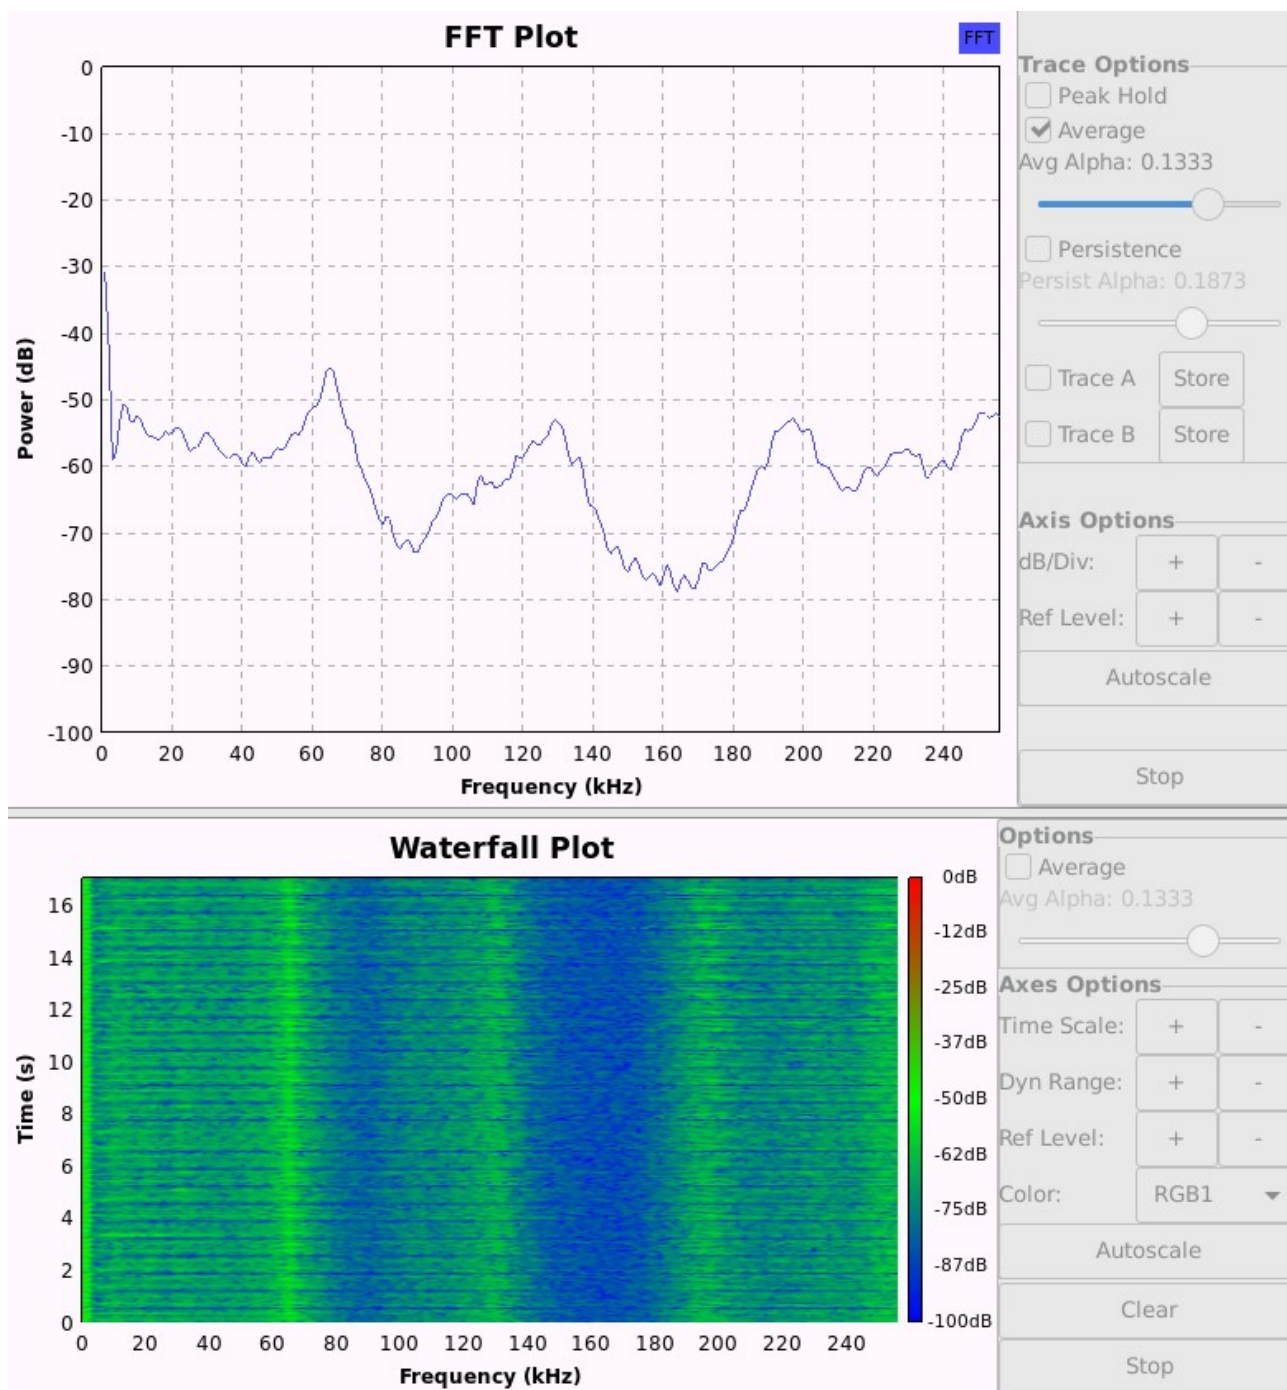 FFT Plot
FFT
0
-10
-20
-30
-40
-50
-60
-70
-80
-90
-100
Power (dB)
0 20 40 60 80 100 120 140 160 180 200 220 240
Frequency (kHz)
Trace Options
Peak Hold
Average
Avg Alpha: 0.1333
Persistence
Persist Alpha: 0.1873
Trace A Store
Trace B Store
Axis Options
dB/Div: + -
Ref Level: + -
Autoscale
Stop
Waterfall Plot
16
14
12
10
8
6
4
2
0
Time (s)
0 20 40 60 80 100 120 140 160 180 200 220 240
Frequency (kHz)
0dB
-12dB
-25dB
-37dB
-50dB
-62dB
-75dB
-87dB
-100dB
Options
Average
Avg Alpha: 0.1333
Axes Options
Time Scale: + -
Dyn Range: + -
Ref Level: + -
Color: RGB1
Autoscale
Clear
Stop